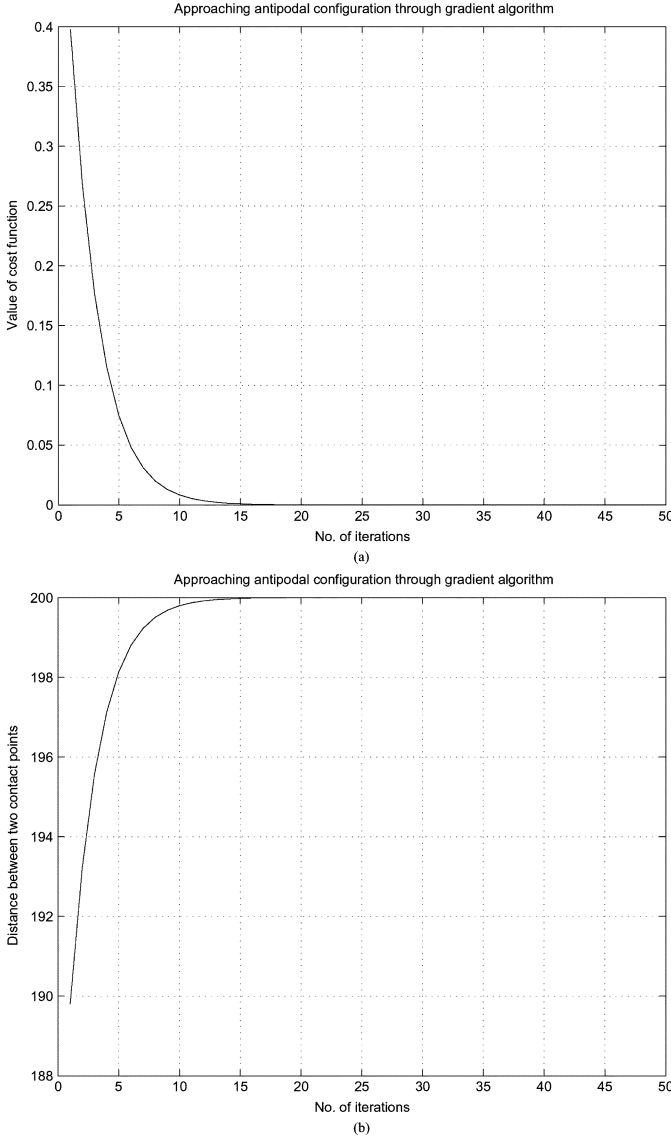 Approaching antipodal configuration through gradient algorithm
0.4
0.35
0.3
0.25
0.2
0.15
0.1
0.05
0
Value of cost function
0 5 10 15 20 25 30 35 40 45 50
No. of iterations
(a)
Approaching antipodal configuration through gradient algorithm
200
198
196
194
192
190
188
Distance between two contact points
0 5 10 15 20 25 30 35 40 45 50
No. of iterations
(b)